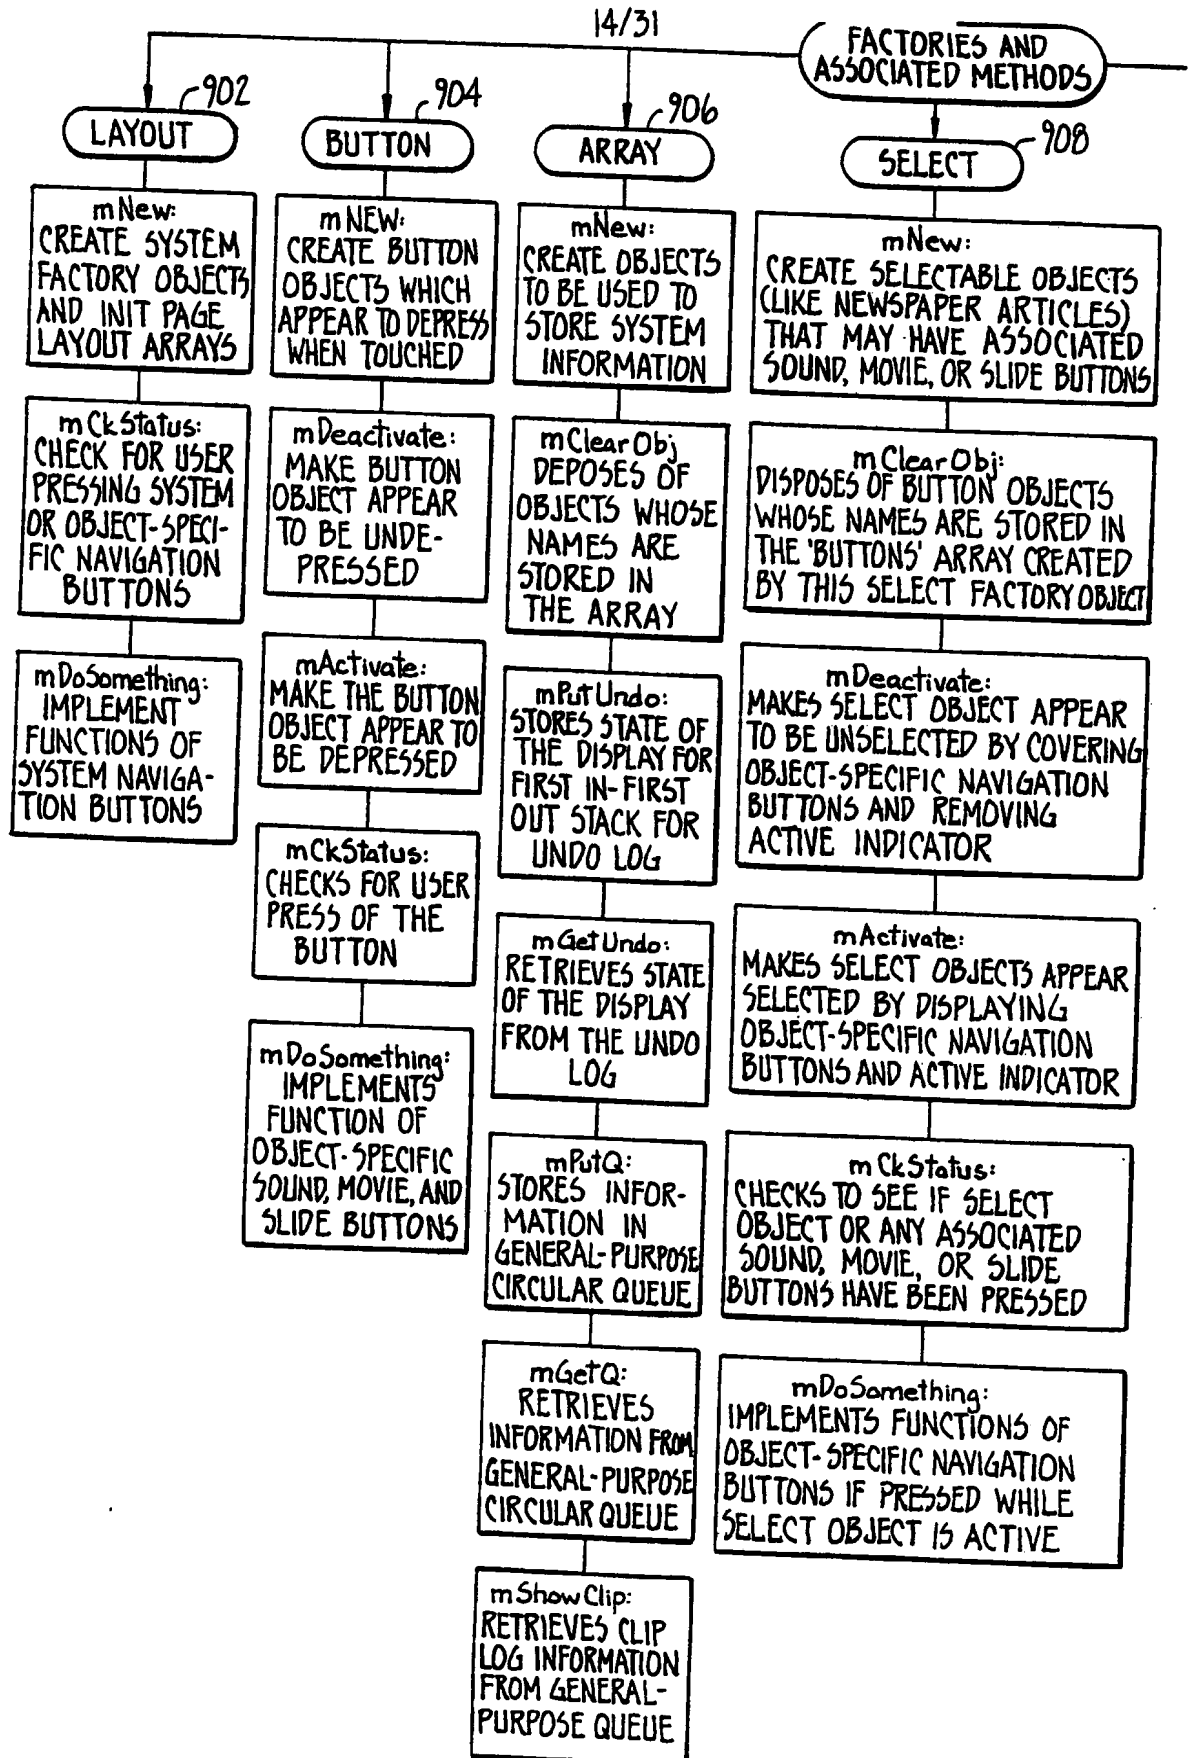 14/31
FACTORIES AND
ASSOCIATED METHODS
902
LAYOUT
mNew:
CREATE SYSTEM
FACTORY OBJECTS
AND INIT PAGE
LAYOUT ARRAYS
mCkStatus:
CHECK FOR USER
PRESSING SYSTEM
OR OBJECT-SPECI-
FIC NAVIGATION
BUTTONS
mDoSomething:
IMPLEMENT
FUNCTIONS OF
SYSTEM NAVIGA-
TION BUTTONS
904
BUTTON
mNEW:
CREATE BUTTON
OBJECTS WHICH
APPEAR TO DEPRESS
WHEN TOUCHED
mDeactivate:
MAKE BUTTON
OBJECT APPEAR
TO BE UNDE-
PRESSED
mActivate:
MAKE THE BUTTON
OBJECT APPEAR TO
BE DEPRESSED
mCkStatus:
CHECKS FOR USER
PRESS OF THE
BUTTON
mDoSomething:
IMPLEMENTS
FUNCTION OF
OBJECT-SPECIFIC
SOUND, MOVIE, AND
SLIDE BUTTONS
906
ARRAY
mNew:
CREATE OBJECTS
TO BE USED TO
STORE SYSTEM
INFORMATION
mClearObj
DEPOSES OF
OBJECTS WHOSE
NAMES ARE
STORED IN
THE ARRAY
mPutUndo:
STORES STATE OF
THE DISPLAY FOR
FIRST IN-FIRST
OUT STACK FOR
UNDO LOG
mGetUndo:
RETRIEVES STATE
OF THE DISPLAY
FROM THE UNDO
LOG
mPutQ:
STORES INFOR-
MATION IN
GENERAL-PURPOSE
CIRCULAR QUEUE
mGetQ:
RETRIEVES
INFORMATION FROM
GENERAL-PURPOSE
CIRCULAR QUEUE
mShowClip:
RETRIEVES CLIP
LOG INFORMATION
FROM GENERAL-
PURPOSE QUEUE
908
SELECT
mNew:
CREATE SELECTABLE OBJECTS
(LIKE NEWSPAPER ARTICLES)
THAT MAY HAVE ASSOCIATED
SOUND, MOVIE, OR SLIDE BUTTONS
mClearObj:
DISPOSES OF BUTTON OBJECTS
WHOSE NAMES ARE STORED IN
THE 'BUTTONS' ARRAY CREATED
BY THIS SELECT FACTORY OBJECT
mDeactivate:
MAKES SELECT OBJECT APPEAR
TO BE UNSELECTED BY COVERING
OBJECT-SPECIFIC NAVIGATION
BUTTONS AND REMOVING
ACTIVE INDICATOR
mActivate:
MAKES SELECT OBJECTS APPEAR
SELECTED BY DISPLAYING
OBJECT-SPECIFIC NAVIGATION
BUTTONS AND ACTIVE INDICATOR
mCkStatus:
CHECKS TO SEE IF SELECT
OBJECT OR ANY ASSOCIATED
SOUND, MOVIE, OR SLIDE
BUTTONS HAVE BEEN PRESSED
mDoSomething:
IMPLEMENTS FUNCTIONS OF
OBJECT-SPECIFIC NAVIGATION
BUTTONS IF PRESSED WHILE
SELECT OBJECT IS ACTIVE